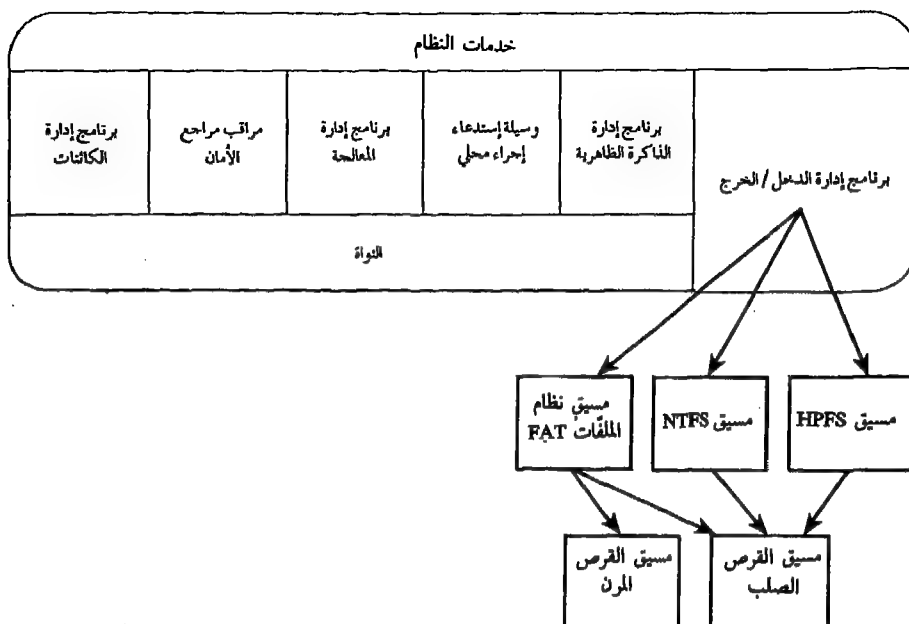 خدمات النظام
برنامج إدارة
الكائنات
مراقب مراجع
الأمان
برنامج إدارة
المعالجة
وسيلة إستدعاء
إجراء محلي
برنامج إدارة
الذاكرة الظاهرية
برنامج إدارة الدخل / الخرج
النواة
مسيق نظام
الملفّات FAT
مسيق NTFS
مسيق HPFS
مسيق القرص
المرن
مسيق القرص
الصلب